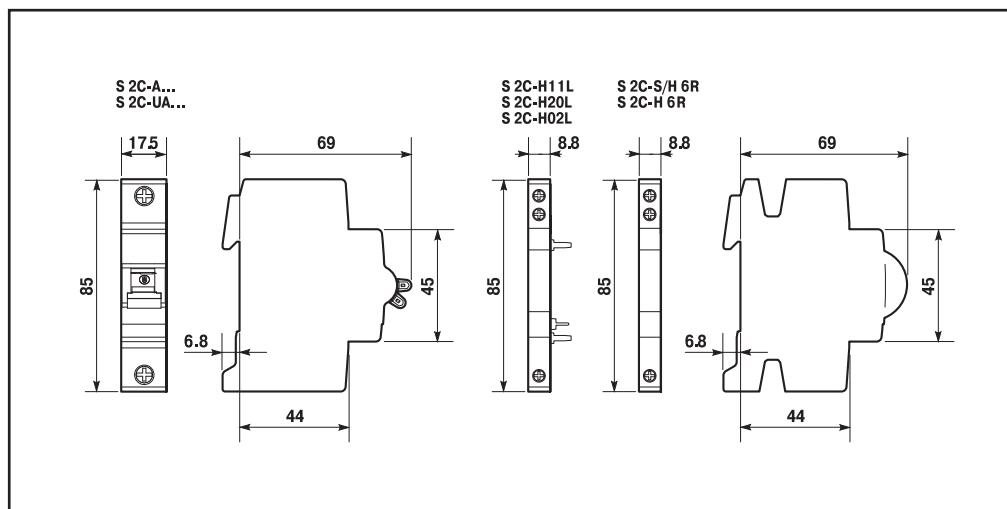 S 2C-A...
S 2C-UA...
S 2C-H11L
S 2C-H20L
S 2C-H02L
S 2C-S/H 6R
S 2C-H 6R
17.5
69
8.8
8.8
69
85
45
85
85
45
6.8
6.8
44
44